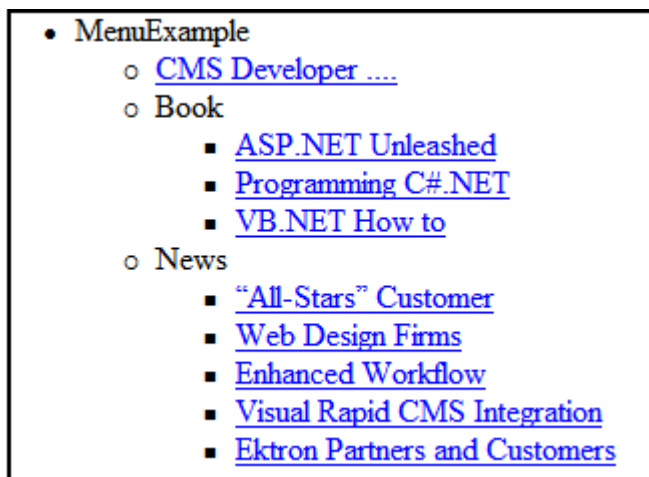 MenuExample
CMS Developer ....
Book
ASP.NET Unleashed
Programming C#.NET
VB.NET How to
News
“All-Stars” Customer
Web Design Firms
Enhanced Workflow
Visual Rapid CMS Integration
Ektron Partners and Customers